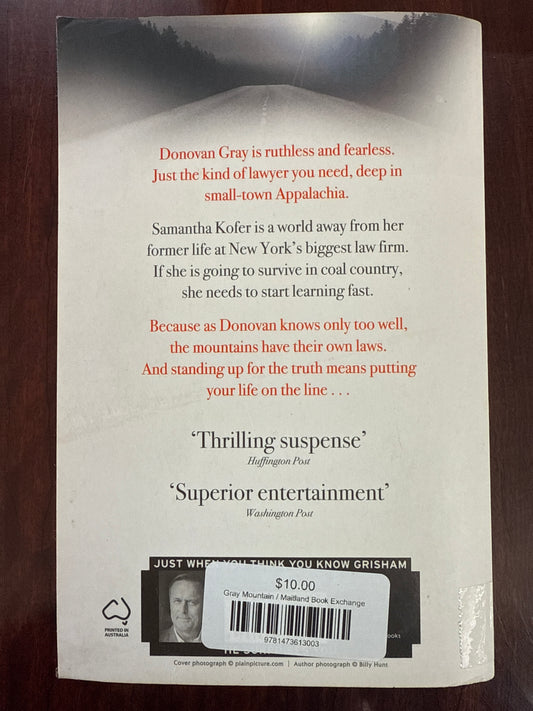 Donovan Gray is ruthless and fearless.
Just the kind of lawyer you need, deep in
small-town Appalachia.
Samantha Kofer is a world away from her
former life at New York's biggest law firm.
If she is going to survive in coal country,
she needs to start learning fast.
Because as Donovan knows only too well,
the mountains have their own laws.
And standing up for the truth means putting
your life on the line . . .
‘Thrilling suspense’
Huffington Post
‘Superior entertainment’
Washington Post
JUST WHEN YOU THINK YOU KNOW GRISHAM
$10.00
Gray Mountain / Maitland Book Exchange
9781473613003
ooks
HE
PRINTED IN
AUSTRALIA
Cover photograph © plainpicture.com | Author photograph © Billy Hunt